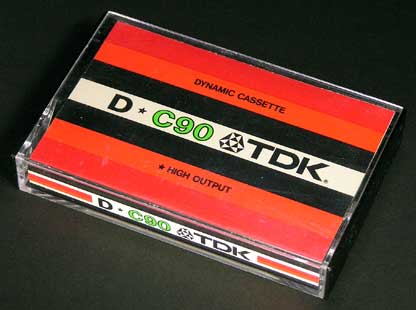 DYNAMIC CASSETTE
D ★ C90 TDK®
★ HIGH OUTPUT
D ★ C90 TDK